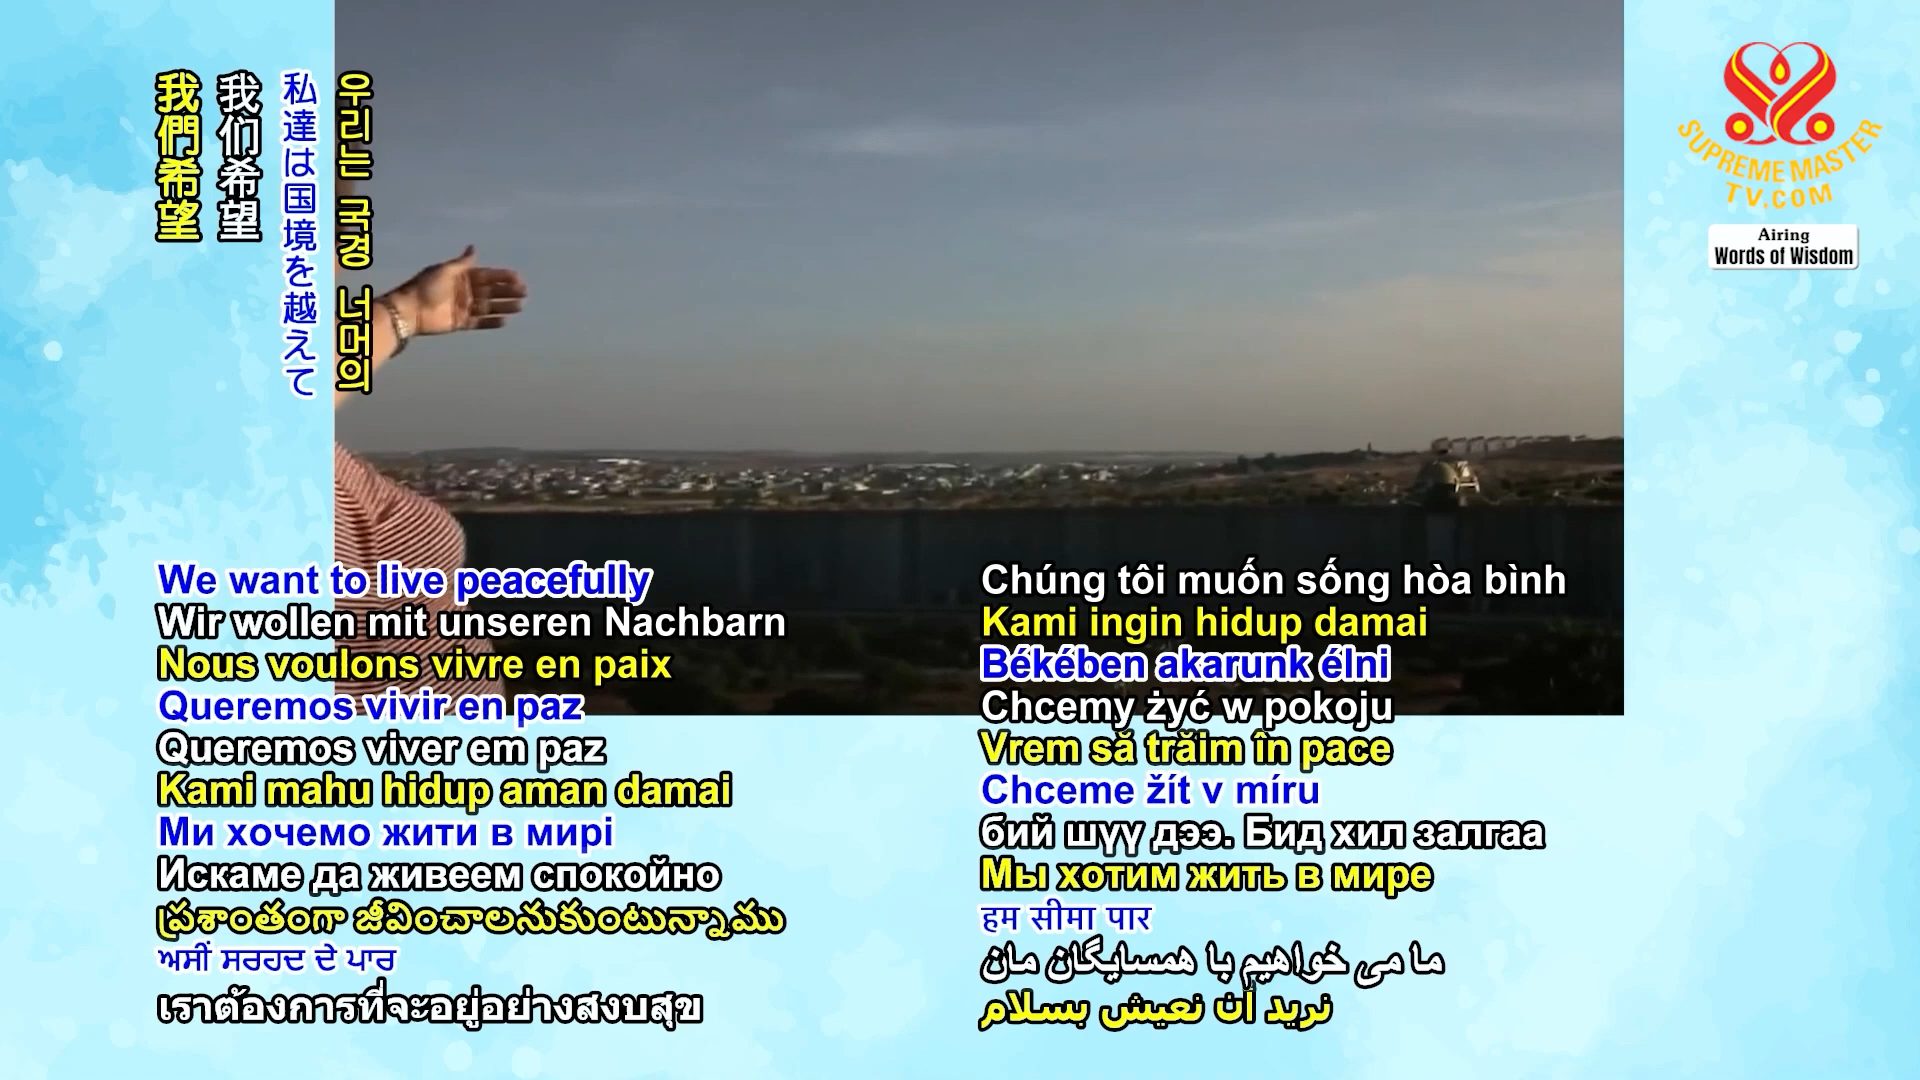 我們希望
我们希望
私達は国境を越えて
우리는 국경 너머의
SUPREME MASTER
TV.COM
Airing
Words of Wisdom
We want to live peacefully
Wir wollen mit unseren Nachbarn
Nous voulons vivre en paix
Queremos vivir en paz
Queremos viver em paz
Kami mahu hidup aman damai
Ми хочемо жити в мирі
Искаме да живеем спокойно
ప్రశాంతంగా జీవించాలనుకుంటున్నాము
ਅਸੀਂ ਸਰਹਦ ਦੇ ਪਾਰ
เราต้องการที่จะอยู่อย่างสงบสุข
Chúng tôi muốn sống hòa bình
Kami ingin hidup damai
Békében akarunk élni
Chcemy żyć w pokoju
Vrem să trăim în pace
Chceme žít v míru
бий шүү дээ. Бид хил залгаа
Мы хотим жить в мире
हम सीमा पार
ما می خواهیم با همسایگان مان
نريد أن نعيش بسلام